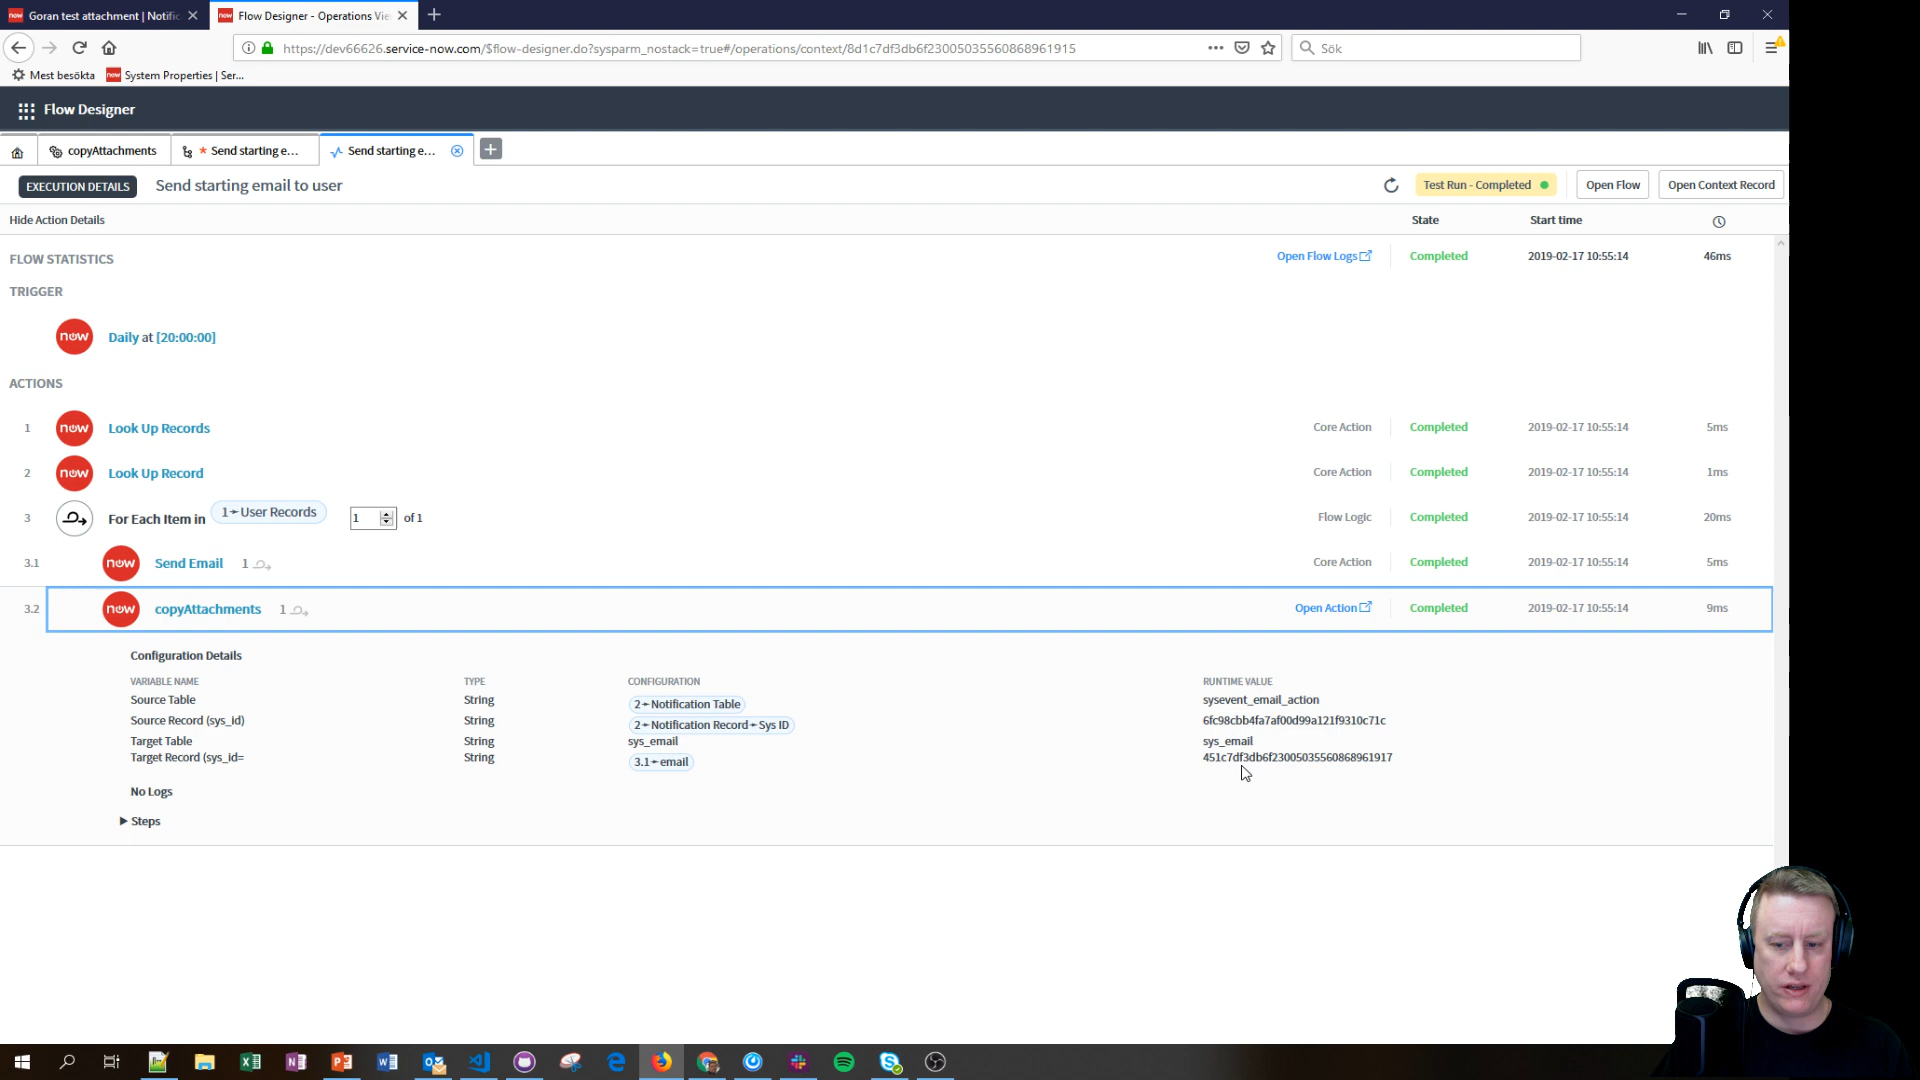 Goran test attachment | Notific
Flow Designer - Operations Vie
https://dev66626.service-now.com/$flow-designer.do?sysparm_nostack=true#/operations/context/8d1c7df3db6f23005035560868961915
Sök
Mest besökta
System Properties | Ser...
Flow Designer
copyAttachments
* Send starting e...
Send starting e...
EXECUTION DETAILS
Send starting email to user
Test Run - Completed
Open Flow
Open Context Record
Hide Action Details
State
Start time
FLOW STATISTICS
Open Flow Logs
Completed
2019-02-17 10:55:14
46ms
TRIGGER
now
Daily at [20:00:00]
ACTIONS
1
now
Look Up Records
Core Action
Completed
2019-02-17 10:55:14
5ms
2
now
Look Up Record
Core Action
Completed
2019-02-17 10:55:14
1ms
3
For Each Item in
1➛User Records
1
of 1
Flow Logic
Completed
2019-02-17 10:55:14
20ms
3.1
now
Send Email
1
Core Action
Completed
2019-02-17 10:55:14
5ms
3.2
now
copyAttachments
1
Open Action
Completed
2019-02-17 10:55:14
9ms
Configuration Details
VARIABLE NAME
TYPE
CONFIGURATION
RUNTIME VALUE
Source Table
String
2➛Notification Table
sysevent_email_action
Source Record (sys_id)
String
2➛Notification Record➛Sys ID
6fc98cbb4fa7af00d99a121f9310c71c
Target Table
String
sys_email
sys_email
Target Record (sys_id=
String
3.1➛email
451c7df3db6f23005035560868961917
No Logs
Steps